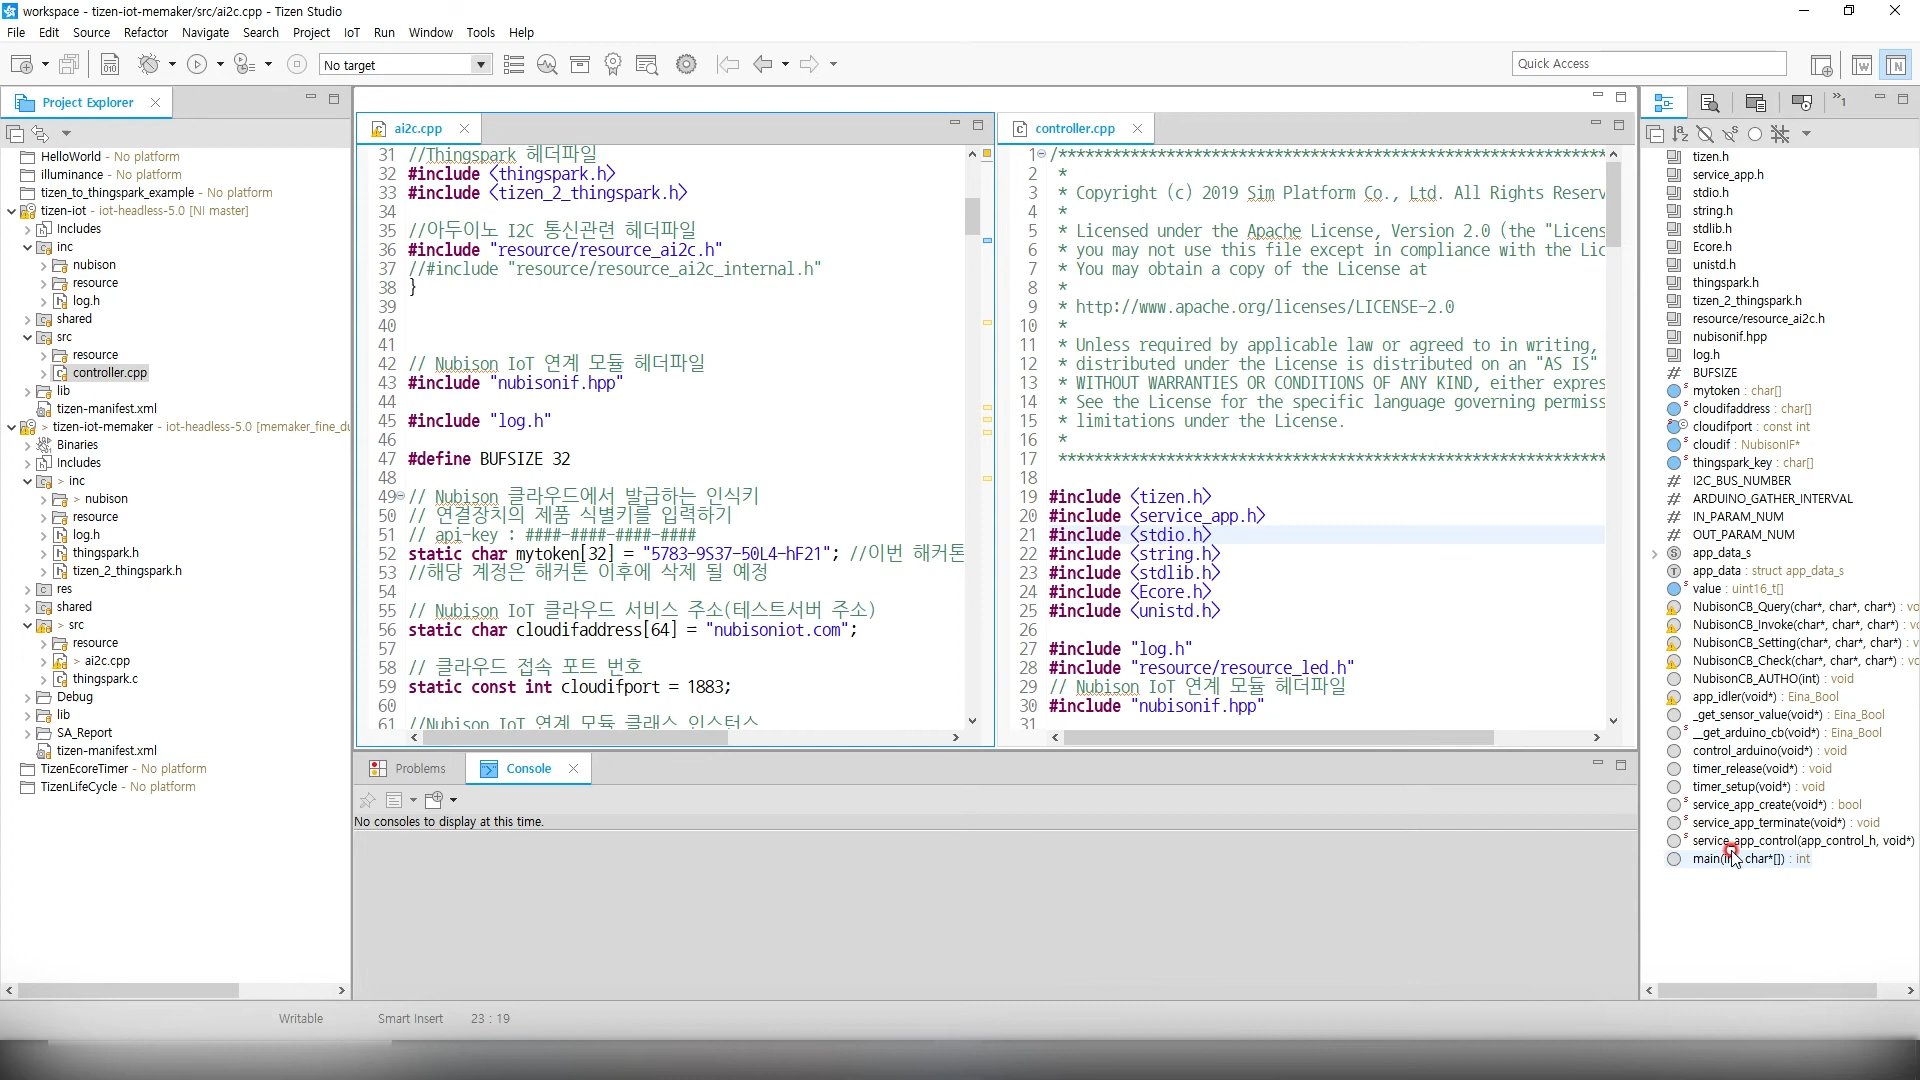 workspace - tizen-iot-memaker/src/ai2c.cpp - Tizen Studio
File Edit Source Refactor Navigate Search Project IoT Run Window Tools Help
No target
Quick Access
Project Explorer
HelloWorld - No platform
illuminance - No platform
tizen_to_thingspark_example - No platform
tizen-iot - iot-headless-5.0 [NI master]
Includes
inc
nubison
resource
log.h
shared
src
resource
controller.cpp
lib
tizen-manifest.xml
> tizen-iot-memaker - iot-headless-5.0 [memaker_fine_du
Binaries
Includes
> inc
> nubison
resource
log.h
thingspark.h
tizen_2_thingspark.h
res
shared
> src
resource
> ai2c.cpp
thingspark.c
Debug
lib
SA_Report
tizen-manifest.xml
TizenEcoreTimer - No platform
TizenLifeCycle - No platform
ai2c.cpp
31 //Thingspark 헤더파일
32 #include <thingspark.h>
33 #include <tizen_2_thingspark.h>
34
35 //아두이노 I2C 통신관련 헤더파일
36 #include "resource/resource_ai2c.h"
37 //#include "resource/resource_ai2c_internal.h"
38 }
39
40
41
42 // Nubison IoT 연계 모듈 헤더파일
43 #include "nubisonif.hpp"
44
45 #include "log.h"
46
47 #define BUFSIZE 32
48
49 // Nubison 클라우드에서 발급하는 인식키
50 // 연결장치의 제품 식별키를 입력하기
51 // api-key : ####-####-####-####
52 static char mytoken[32] = "5783-9S37-50L4-hF21"; //이번 해커톤
53 //해당 계정은 해커톤 이후에 삭제 될 예정
54
55 // Nubison IoT 클라우드 서비스 주소(테스트서버 주소)
56 static char cloudifaddress[64] = "nubisoniot.com";
57
58 // 클라우드 접속 포트 번호
59 static const int cloudifport = 1883;
60
61 //Nubison IoT 연계 모듈 클래스 인스턴스
controller.cpp
1 /************************************************************
2 *
3 * Copyright (c) 2019 Sim Platform Co., Ltd. All Rights Reserv
4 *
5 * Licensed under the Apache License, Version 2.0 (the "Licens
6 * you may not use this file except in compliance with the Lic
7 * You may obtain a copy of the License at
8 *
9 * http://www.apache.org/licenses/LICENSE-2.0
10 *
11 * Unless required by applicable law or agreed to in writing,
12 * distributed under the License is distributed on an "AS IS"
13 * WITHOUT WARRANTIES OR CONDITIONS OF ANY KIND, either expres
14 * See the License for the specific language governing permiss
15 * limitations under the License.
16 *
17 ************************************************************
18
19 #include <tizen.h>
20 #include <service_app.h>
21 #include <stdio.h>
22 #include <string.h>
23 #include <stdlib.h>
24 #include <Ecore.h>
25 #include <unistd.h>
26
27 #include "log.h"
28 #include "resource/resource_led.h"
29 // Nubison IoT 연계 모듈 헤더파일
30 #include "nubisonif.hpp"
31
Problems Console
No consoles to display at this time.
tizen.h
service_app.h
stdio.h
string.h
stdlib.h
Ecore.h
unistd.h
thingspark.h
tizen_2_thingspark.h
resource/resource_ai2c.h
nubisonif.hpp
log.h
BUFSIZE
mytoken : char[]
cloudifaddress : char[]
cloudifport : const int
cloudif : NubisonIF*
thingspark_key : char[]
I2C_BUS_NUMBER
ARDUINO_GATHER_INTERVAL
IN_PARAM_NUM
OUT_PARAM_NUM
app_data_s
app_data : struct app_data_s
value : uint16_t[]
NubisonCB_Query(char*, char*, char*) : vo
NubisonCB_Invoke(char*, char*, char*) : vo
NubisonCB_Setting(char*, char*, char*) : v
NubisonCB_Check(char*, char*, char*) : vo
NubisonCB_AUTHO(int) : void
app_idler(void*) : Eina_Bool
_get_sensor_value(void*) : Eina_Bool
__get_arduino_cb(void*) : Eina_Bool
control_arduino(void*) : void
timer_release(void*) : void
timer_setup(void*) : void
service_app_create(void*) : bool
service_app_terminate(void*) : void
service_app_control(app_control_h, void*)
main( char*[]) : int
Writable Smart Insert 23 : 19